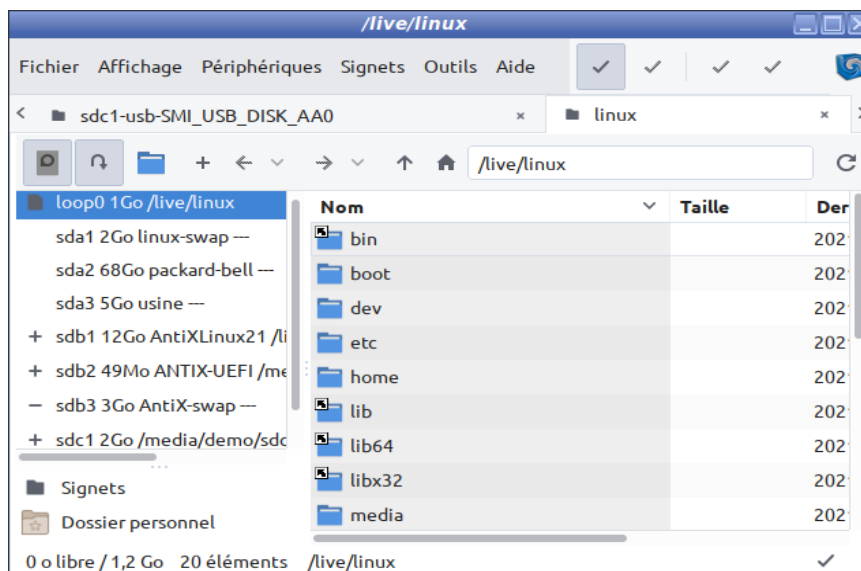 /live/linux
Fichier Affichage Périphériques Signets Outils Aide
sdc1-usb-SMI_USB_DISK_AA0
linux
/live/linux
loop0 1Go /live/linux
sda1 2Go linux-swap ---
sda2 68Go packard-bell ---
sda3 5Go usine ---
+ sdb1 12Go AntiXLinux21 /li
+ sdb2 49Mo ANTIX-UEFI /me
− sdb3 3Go AntiX-swap ---
+ sdc1 2Go /media/demo/sdc
Signets
Dossier personnel
Nom Taille Der
bin 202
boot 202
dev 202
etc 202
home 202
lib 202
lib64 202
libx32 202
media 202
0 o libre / 1,2 Go 20 éléments /live/linux